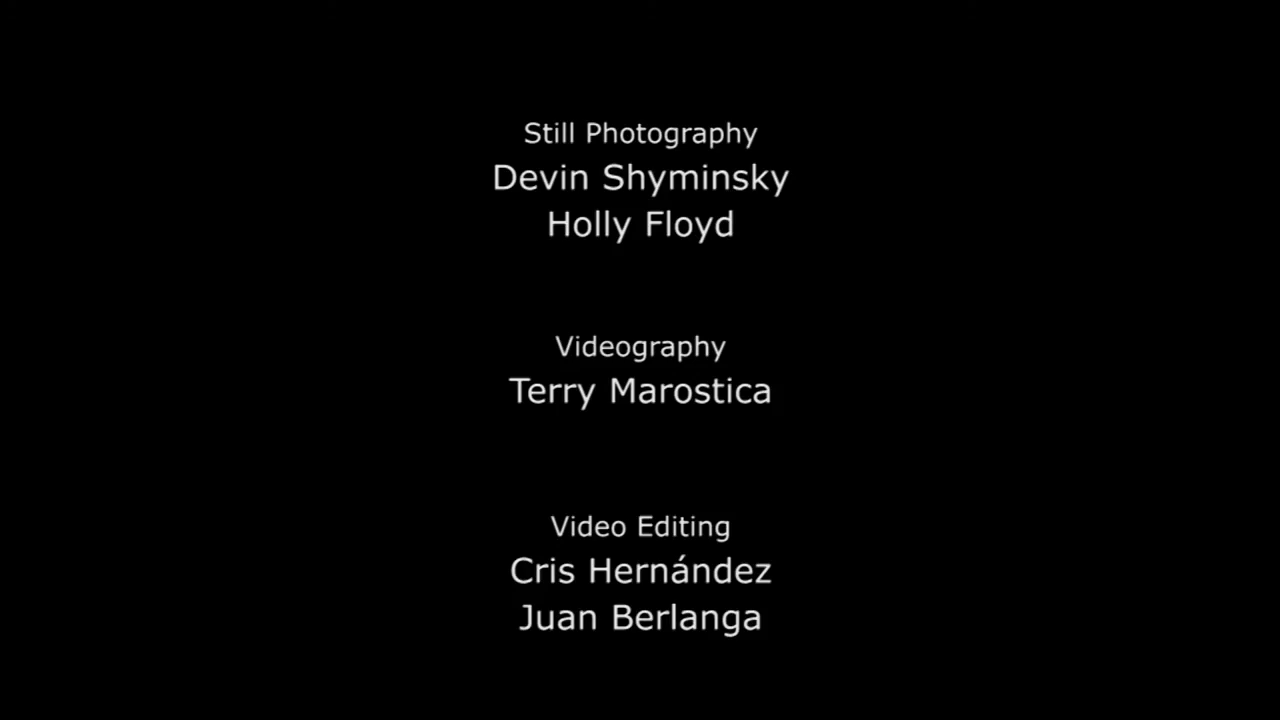 Still Photography
Devin Shyminsky
Holly Floyd
Videography
Terry Marostica
Video Editing
Cris Hernández
Juan Berlanga